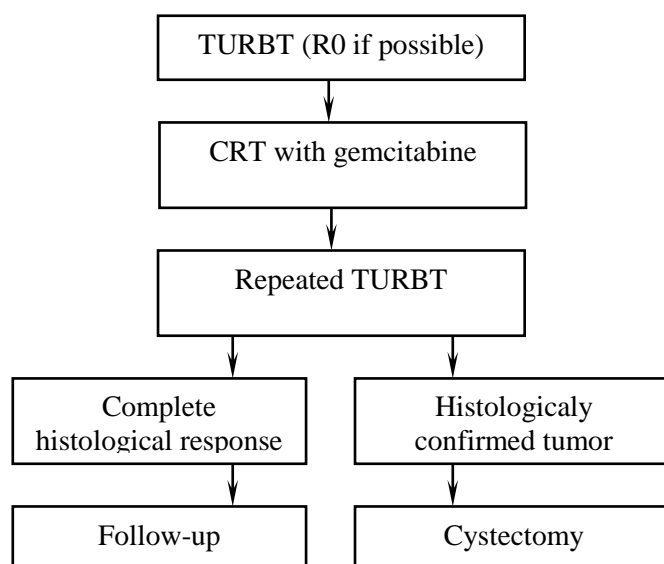 TURBT (R0 if possible)
CRT with gemcitabine
Repeated TURBT
Complete
histological response
Histologicaly
confirmed tumor
Follow-up
Cystectomy